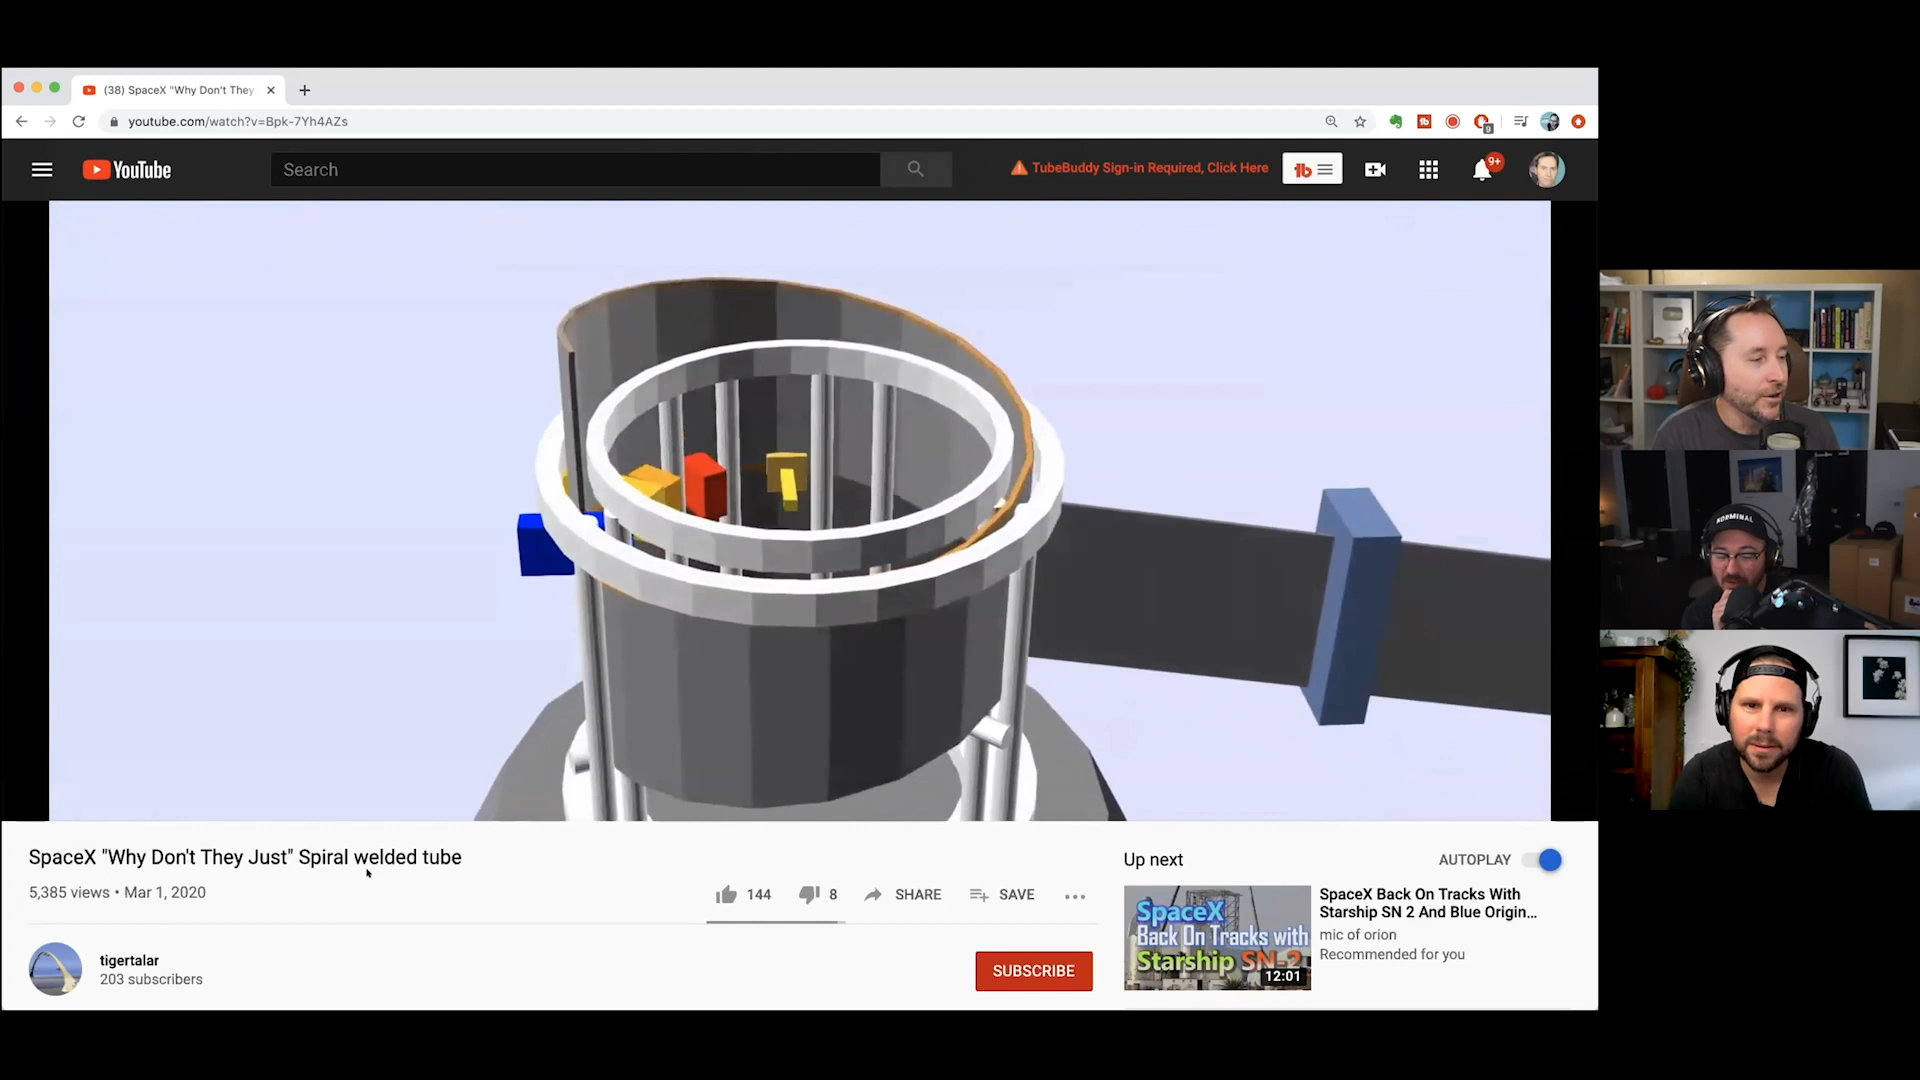 (38) SpaceX "Why Don't They
youtube.com/watch?v=Bpk-7Yh4AZs
9
YouTube
Search
TubeBuddy Sign-in Required, Click Here
tb
9+
NORMINAL
SpaceX "Why Don't They Just" Spiral welded tube
5,385 views • Mar 1, 2020
144
8
SHARE
SAVE
tigertalar
203 subscribers
SUBSCRIBE
Up next
AUTOPLAY
SpaceX
Back On Tracks with
Starship SN-2
12:01
SpaceX Back On Tracks With
Starship SN 2 And Blue Origin...
mic of orion
Recommended for you